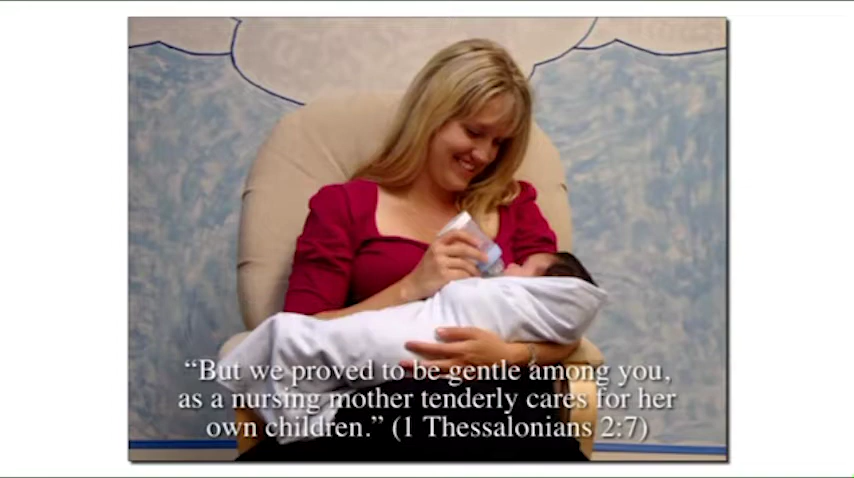 “But we proved to be gentle among you,
as a nursing mother tenderly cares for her
own children.” (1 Thessalonians 2:7)